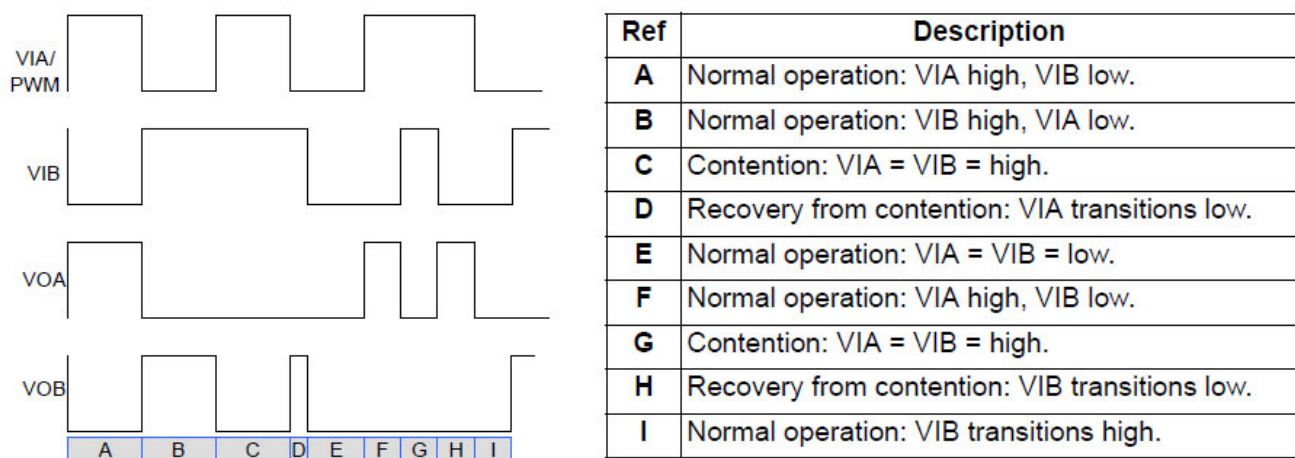 VIA/
PWM
VIB
VOA
VOB
A B C D E F G H I
Ref Description
A Normal operation: VIA high, VIB low.
B Normal operation: VIB high, VIA low.
C Contention: VIA = VIB = high.
D Recovery from contention: VIA transitions low.
E Normal operation: VIA = VIB = low.
F Normal operation: VIA high, VIB low.
G Contention: VIA = VIB = high.
H Recovery from contention: VIB transitions low.
I Normal operation: VIB transitions high.